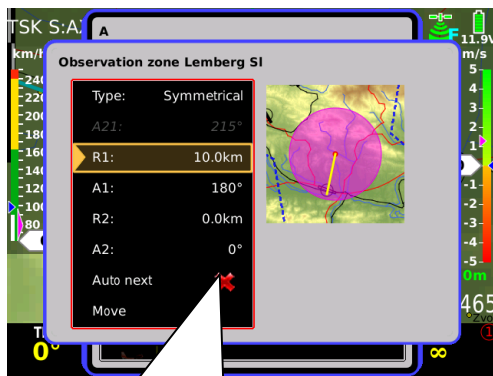 TSK S:A
A
11.9V
km/h
m/s
Observation zone Lemberg SI
240
220
200
180
160
140
120
100
80
Type: Symmetrical
A21: 215°
R1: 10.0km
A1: 180°
R2: 0.0km
A2: 0°
Auto next
Move
5
4
3
2
1
-1
-2
-3
-4
-5
0m
465
T
0°
∞
1